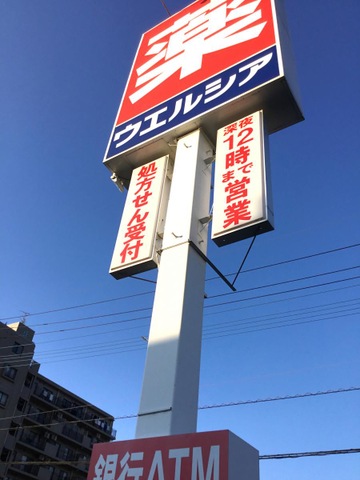 薬
ウエルシア
処方せん受付
深夜
12時まで
営業
銀行ATM